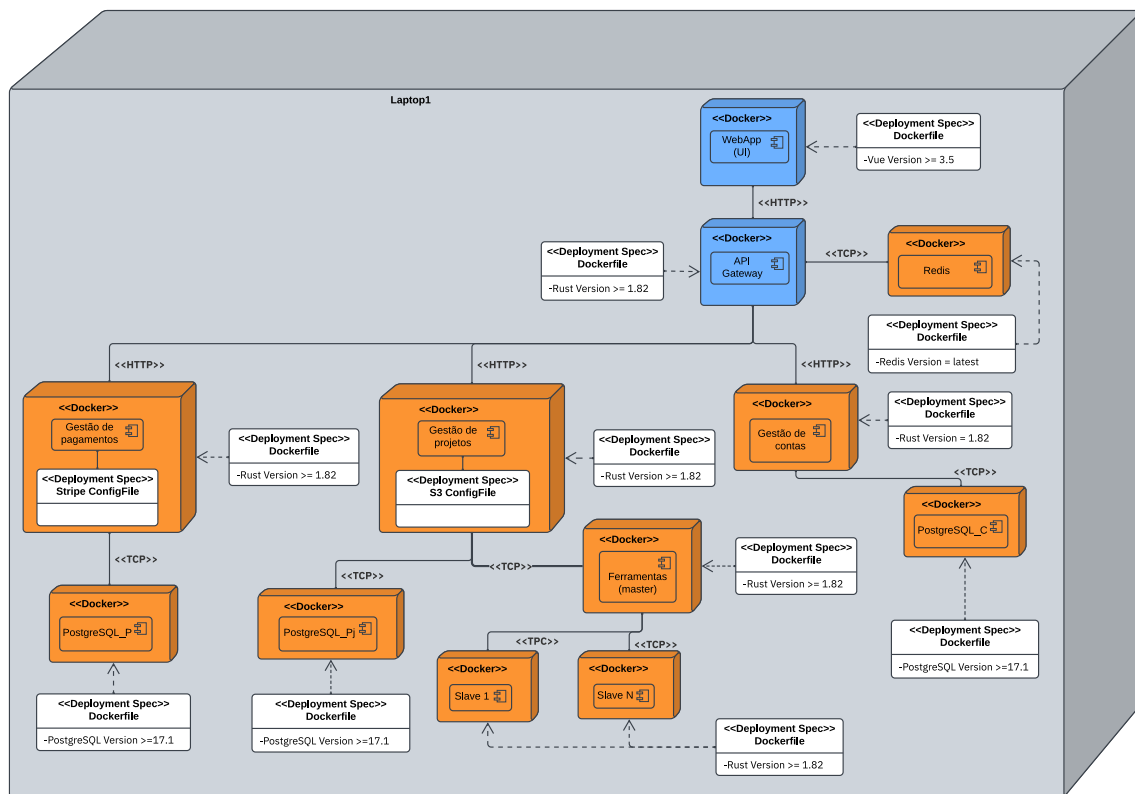 Laptop1
<<Docker>>
WebApp
(UI)
<<Deployment Spec>>
Dockerfile
-Vue Version >= 3.5
<<HTTP>>
<<Docker>>
API
Gateway
<<Deployment Spec>>
Dockerfile
-Rust Version >= 1.82
<<TCP>>
<<Docker>>
Redis
<<Deployment Spec>>
Dockerfile
-Redis Version = latest
<<HTTP>>
<<HTTP>>
<<HTTP>>
<<Docker>>
Gestão de
pagamentos
<<Deployment Spec>>
Stripe ConfigFile
<<Deployment Spec>>
Dockerfile
-Rust Version >= 1.82
<<Docker>>
Gestão de
projetos
<<Deployment Spec>>
S3 ConfigFile
<<Deployment Spec>>
Dockerfile
-Rust Version >= 1.82
<<Docker>>
Gestão de
contas
<<Deployment Spec>>
Dockerfile
-Rust Version = 1.82
<<TCP>>
<<Docker>>
PostgreSQL_C
<<TCP>>
<<Docker>>
PostgreSQL_P
<<Deployment Spec>>
Dockerfile
-PostgreSQL Version >=17.1
<<TCP>>
<<Docker>>
PostgreSQL_Pj
<<Deployment Spec>>
Dockerfile
-PostgreSQL Version >=17.1
<<TCP>>
<<Docker>>
Ferramentas
(master)
<<Deployment Spec>>
Dockerfile
-Rust Version >= 1.82
<<TPC>>
<<TCP>>
<<Docker>>
Slave 1
<<Docker>>
Slave N
<<Deployment Spec>>
Dockerfile
-PostgreSQL Version >=17.1
<<Deployment Spec>>
Dockerfile
-Rust Version >= 1.82